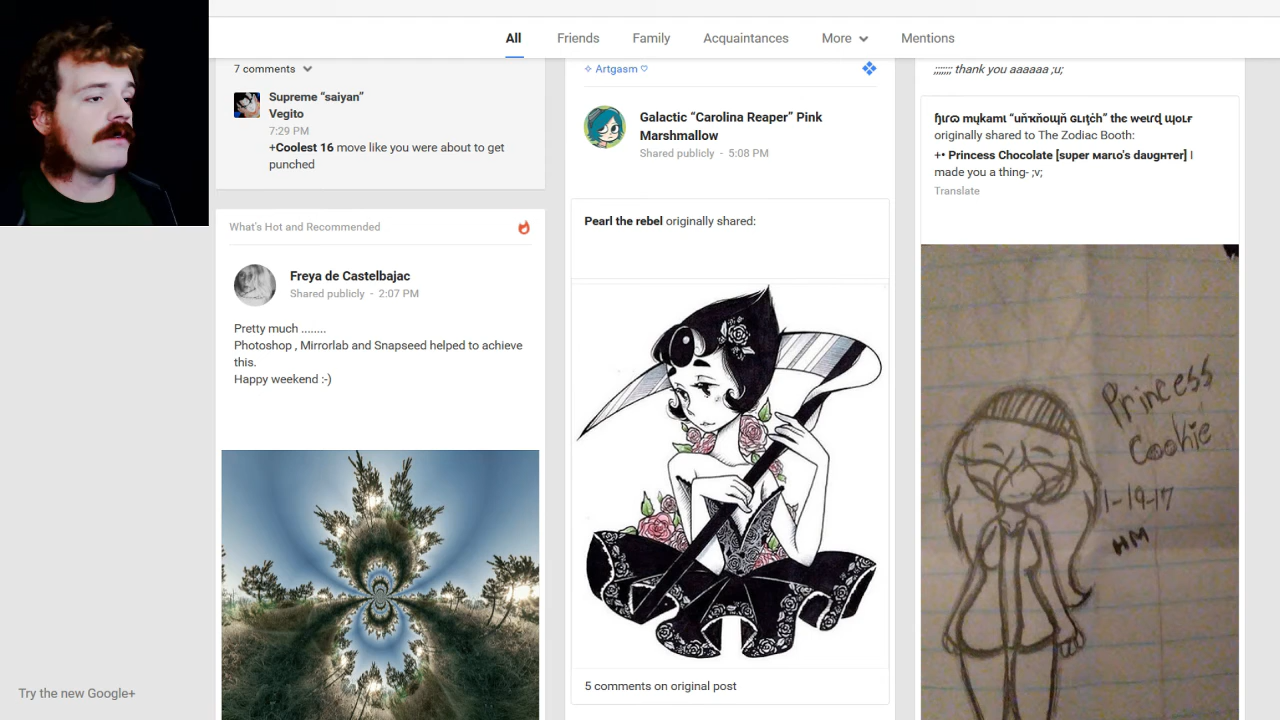 All Friends Family Acquaintances More Mentions
7 comments
Supreme “saiyan”
Vegito
7:29 PM
+Coolest 16 move like you were about to get
punched
What's Hot and Recommended
Freya de Castelbajac
Shared publicly - 2:07 PM
Pretty much ........
Photoshop , Mirrorlab and Snapseed helped to achieve
this.
Happy weekend :-)
✧ Artgasm ♡
Galactic “Carolina Reaper” Pink
Marshmallow
Shared publicly - 5:08 PM
Pearl the rebel originally shared:
5 comments on original post
;;;;;;; thank you aaaaaa ;u;
originally shared to The Zodiac Booth:
+• Princess Chocolate [ѕυper мarιo's daυgнтer] I
made you a thing- ;v;
Translate
Princess
Cookie
1-19-17
HM
Try the new Google+